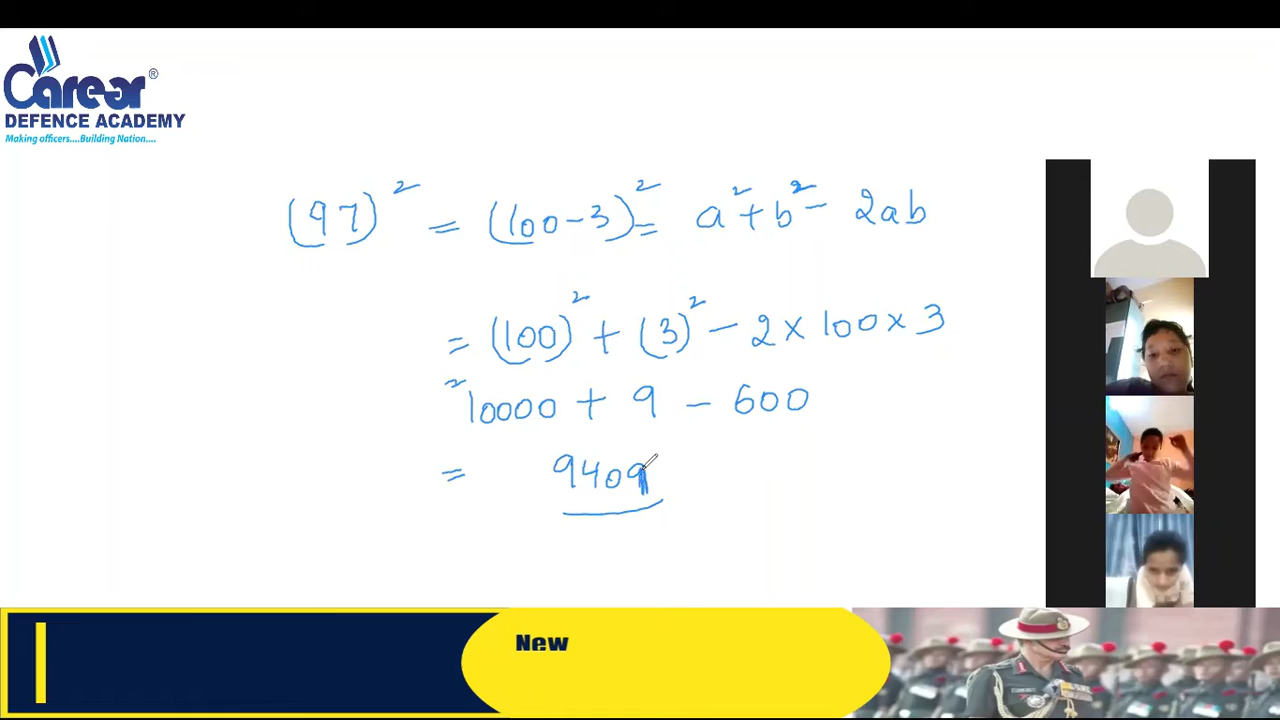 Carear®
DEFENCE ACADEMY
Making officers....Building Nation....
(97)² = (100-3)² = a²+b²- 2ab
= (100)² + (3)² - 2×100×3
= 10000 + 9 - 600
= 9409
New